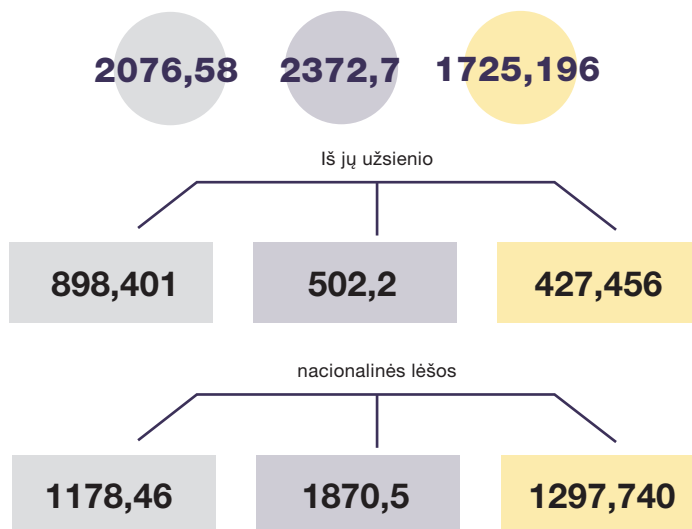 2076,58 2372,7 1725,196
Iš jų užsienio
898,401 502,2 427,456
nacionalinės lėšos
1178,46 1870,5 1297,740